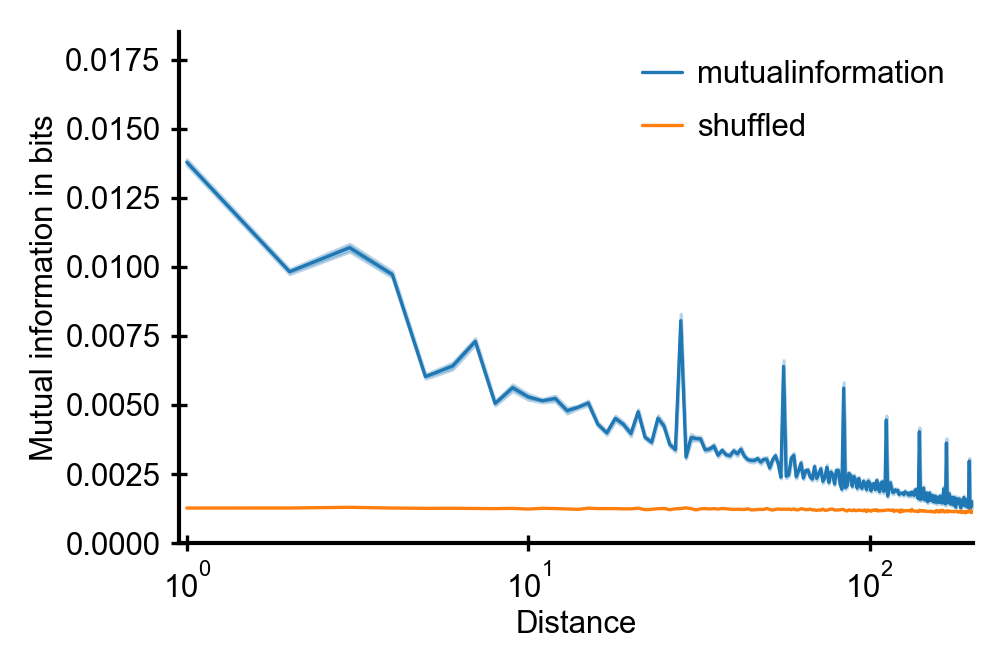 0.0175
0.0150
0.0125
0.0100
0.0075
0.0050
0.0025
0.0000
Mutual information in bits
mutualinformation
shuffled
10^0 10^1 10^2
Distance